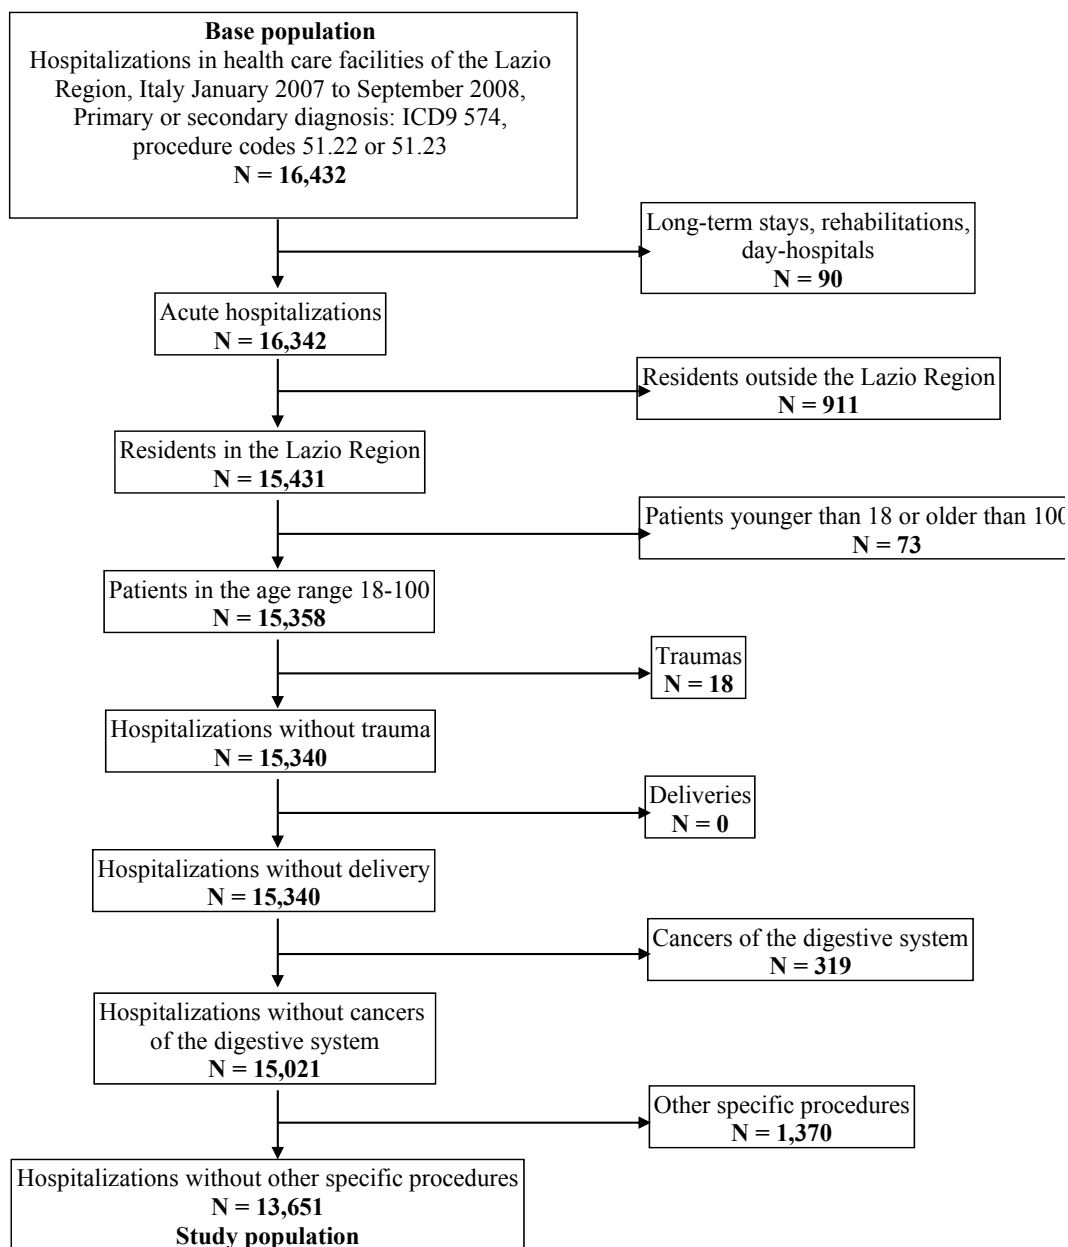 Base population
Hospitalizations in health care facilities of the Lazio
Region, Italy January 2007 to September 2008,
Primary or secondary diagnosis: ICD9 574,
procedure codes 51.22 or 51.23
N = 16,432
Long-term stays, rehabilitations,
day-hospitals
N = 90
Acute hospitalizations
N = 16,342
Residents outside the Lazio Region
N = 911
Residents in the Lazio Region
N = 15,431
Patients younger than 18 or older than 100
N = 73
Patients in the age range 18-100
N = 15,358
Traumas
N = 18
Hospitalizations without trauma
N = 15,340
Deliveries
N = 0
Hospitalizations without delivery
N = 15,340
Cancers of the digestive system
N = 319
Hospitalizations without cancers
of the digestive system
N = 15,021
Other specific procedures
N = 1,370
Hospitalizations without other specific procedures
N = 13,651
Study population